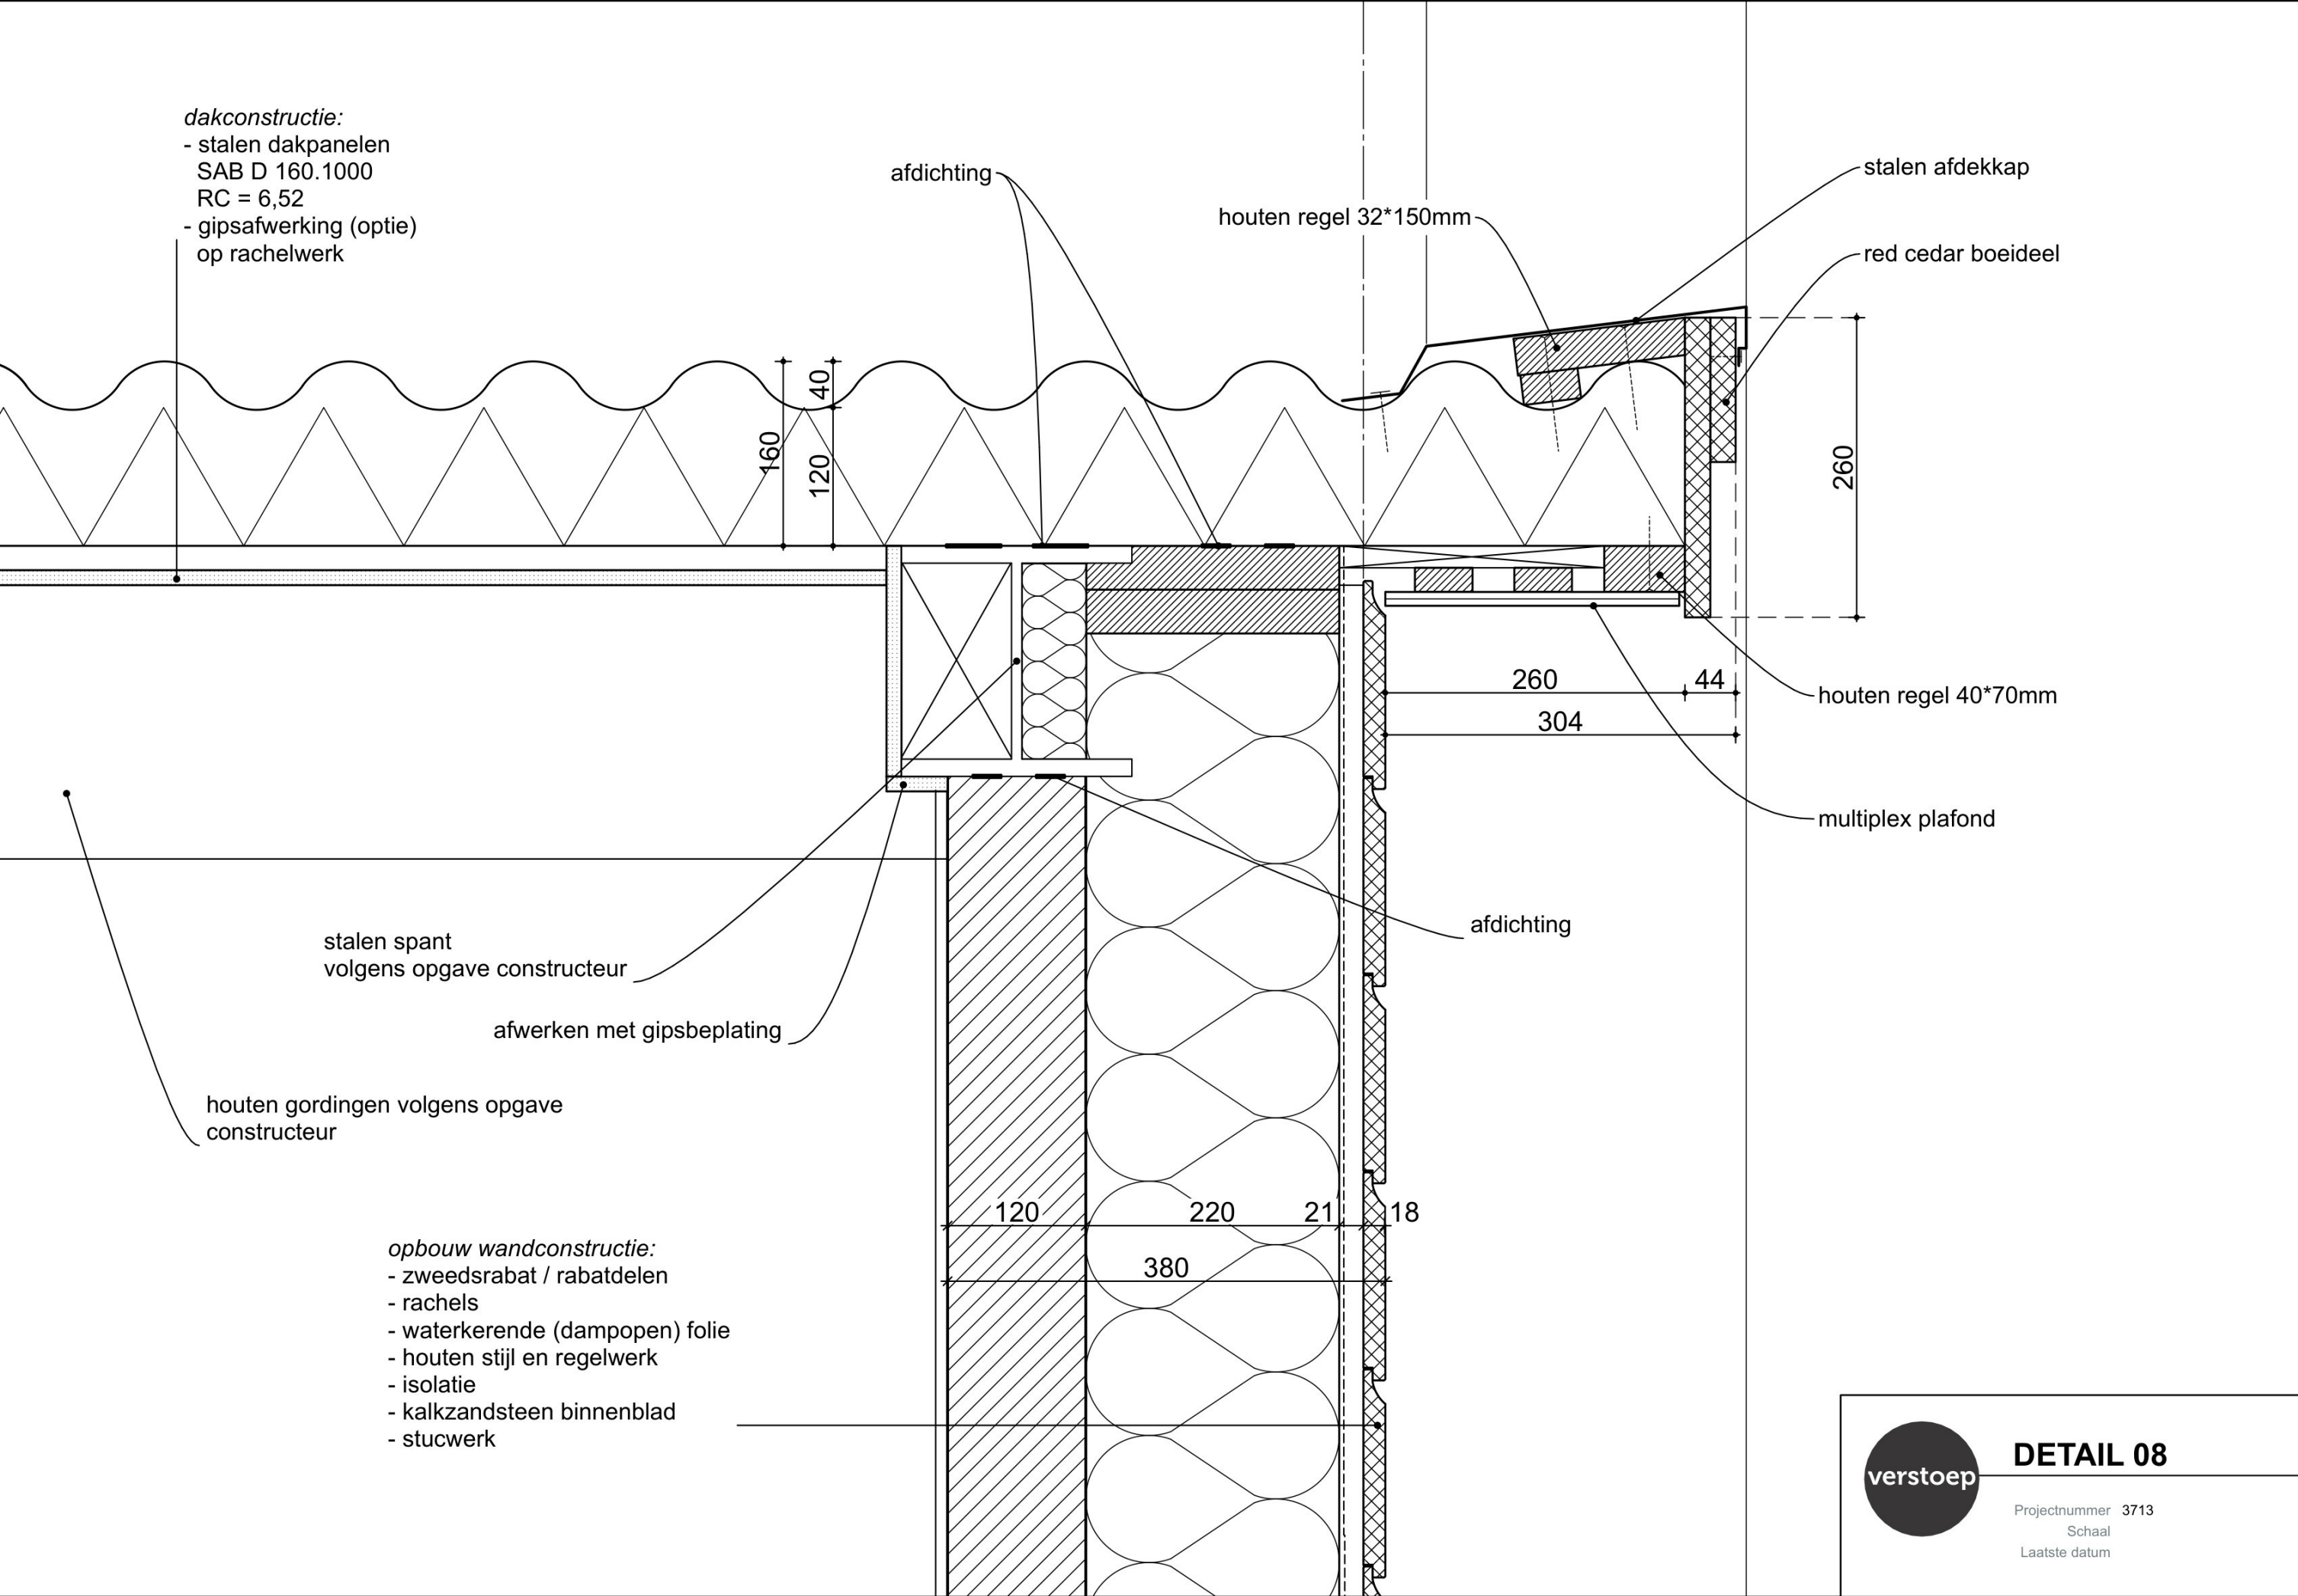 dakconstructie:
- stalen dakpanelen
SAB D 160.1000
RC = 6,52
- gipsafwerking (optie)
op rachelwerk
afdichting
houten regel 32*150mm
stalen afdekkap
red cedar boeideel
160
40
120
260
260
44
304
houten regel 40*70mm
multiplex plafond
afdichting
stalen spant
volgens opgave constructeur
afwerken met gipsbeplating
houten gordingen volgens opgave
constructeur
120
220
21
18
380
opbouw wandconstructie:
- zweedsrabat / rabatdelen
- rachels
- waterkerende (dampopen) folie
- houten stijl en regelwerk
- isolatie
- kalkzandsteen binnenblad
- stucwerk
verstoep
DETAIL 08
Projectnummer 3713
Schaal
Laatste datum